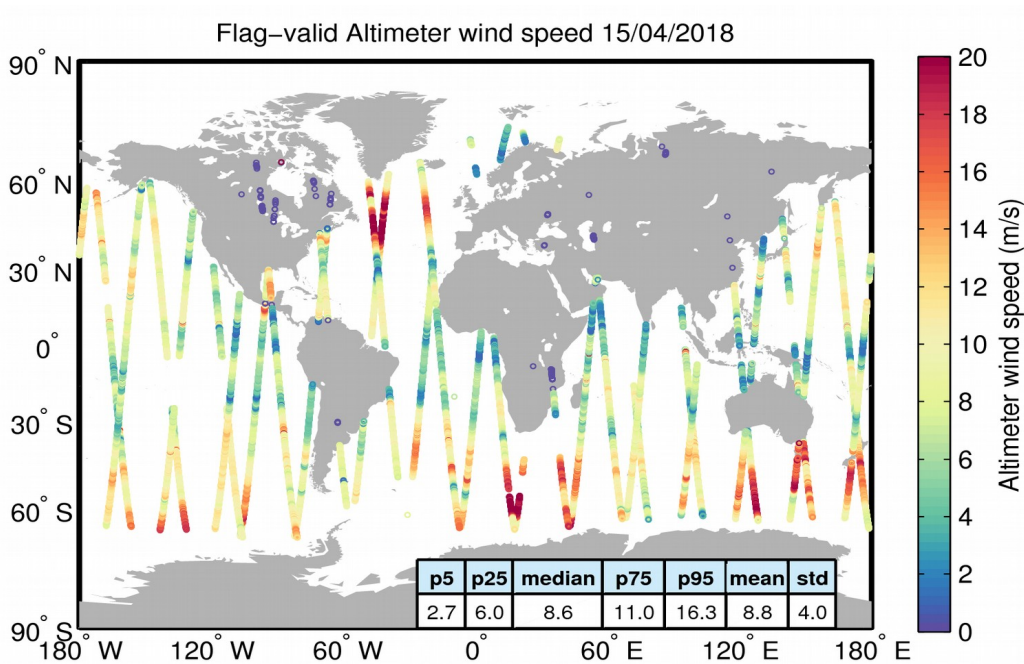 Flag−valid Altimeter wind speed 15/04/2018
90° N
60° N
30° N
0°
30° S
60° S
90° S
180° W
120° W
60° W
0°
60° E
120° E
180° E
p5 p25 median p75 p95 mean std
2.7 6.0 8.6 11.0 16.3 8.8 4.0
20
18
16
14
12
10
8
6
4
2
0
Altimeter wind speed (m/s)